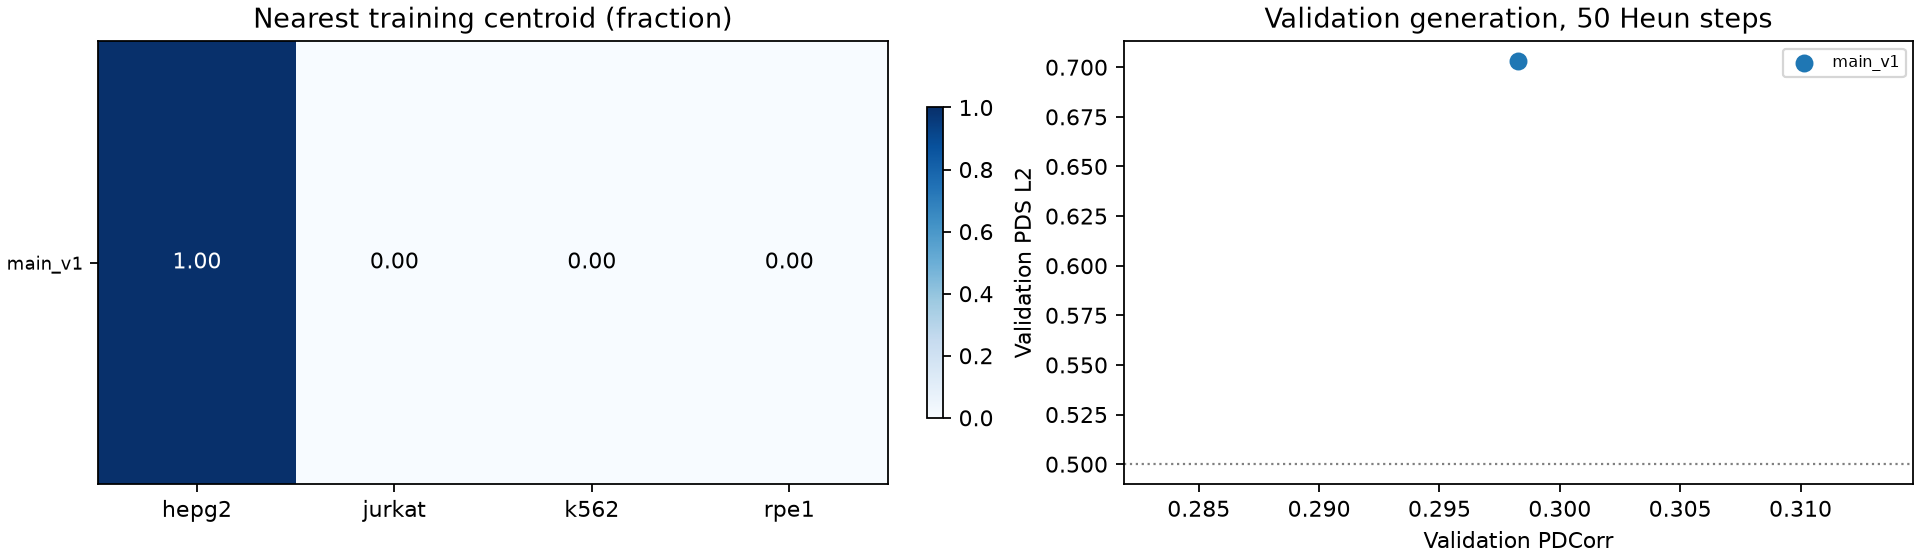 Nearest training centroid (fraction)
main_v1
1.00 0.00 0.00 0.00
hepg2 jurkat k562 rpe1
1.0
0.8
0.6
0.4
0.2
0.0
Validation generation, 50 Heun steps
main_v1
Validation PDS L2
0.700
0.675
0.650
0.625
0.600
0.575
0.550
0.525
0.500
0.285 0.290 0.295 0.300 0.305 0.310
Validation PDCorr